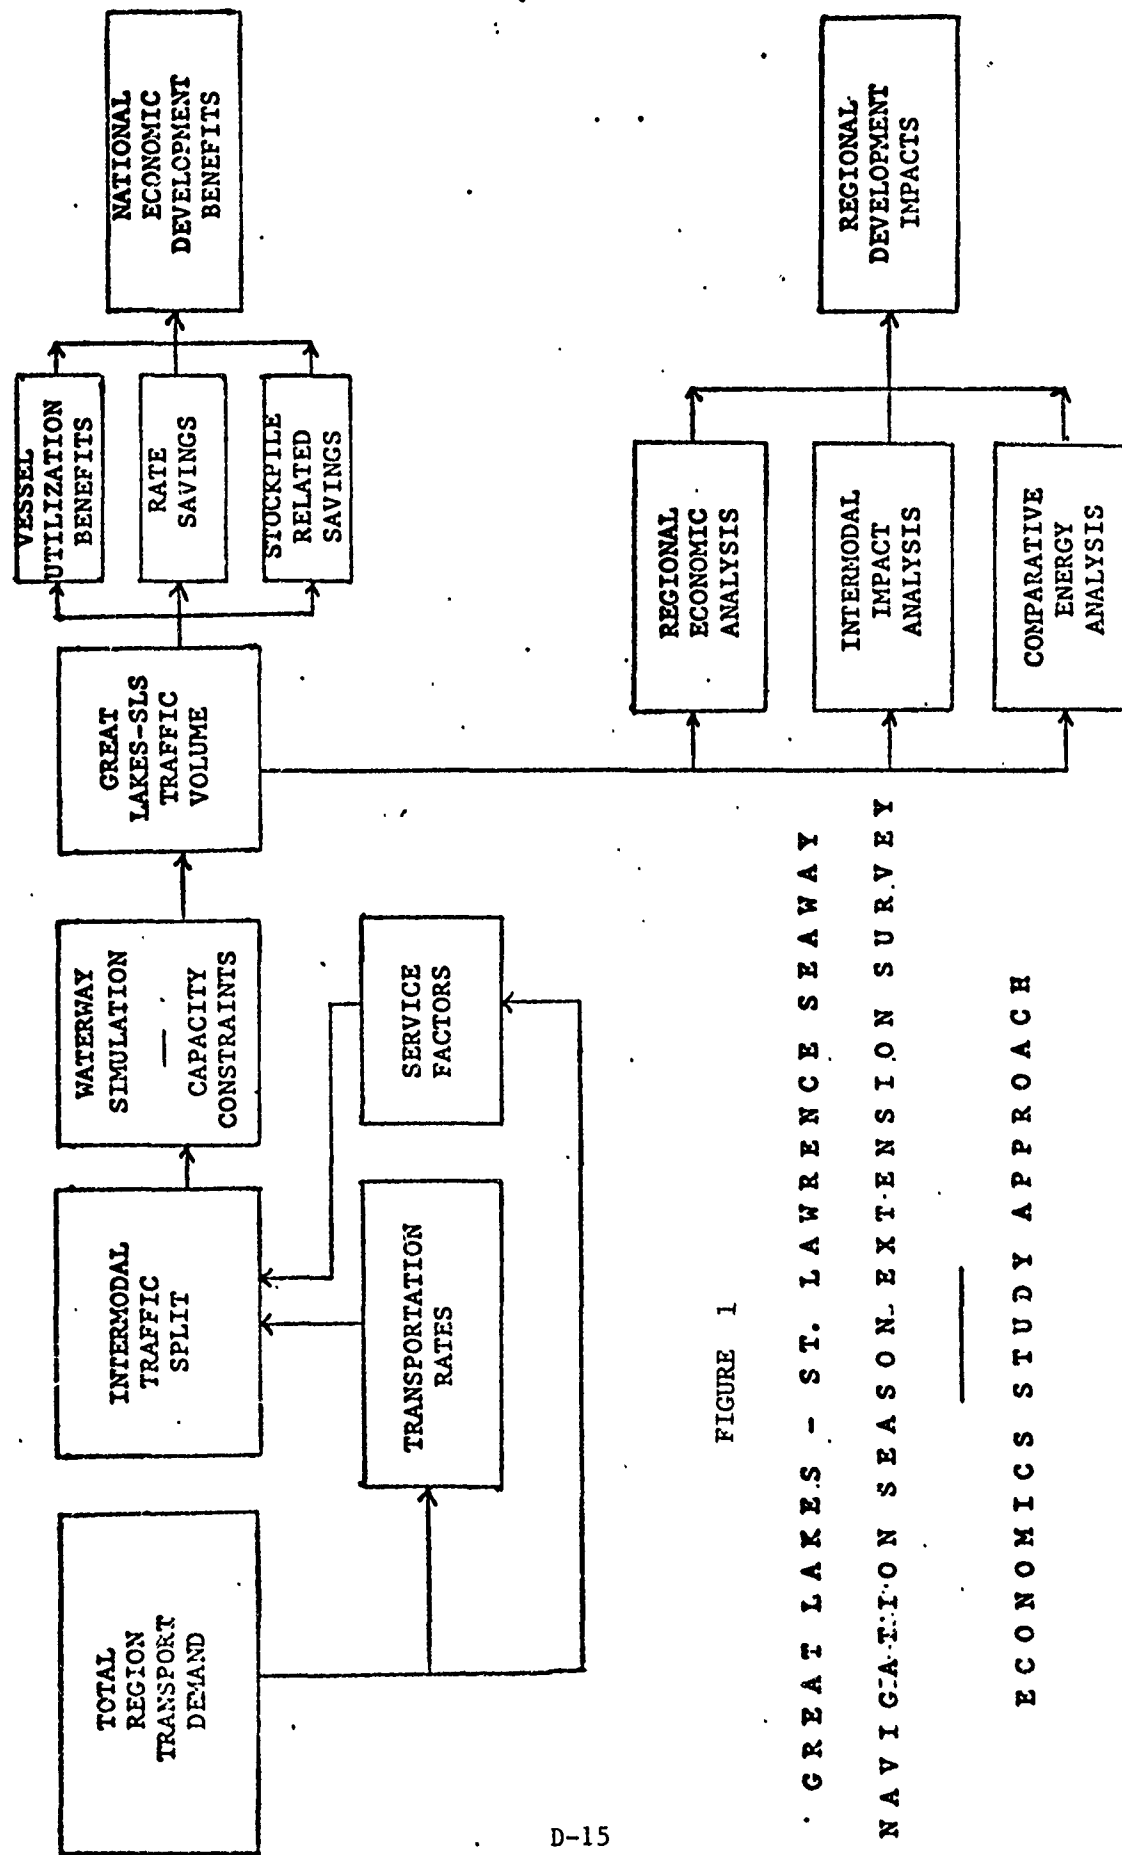 TOTAL
REGION
TRANSPORT
DEMAND
INTERMODAL
TRAFFIC
SPLIT
WATERWAY
SIMULATION
—
CAPACITY
CONSTRAINTS
GREAT
LAKES-SLS
TRAFFIC
VOLUME
VESSEL
UTILIZATION
BENEFITS
RATE
SAVINGS
STOCKPILE
RELATED
SAVINGS
NATIONAL
ECONOMIC
DEVELOPMENT
BENEFITS
TRANSPORTATION
RATES
SERVICE
FACTORS
REGIONAL
ECONOMIC
ANALYSIS
INTERMODAL
IMPACT
ANALYSIS
COMPARATIVE
ENERGY
ANALYSIS
REGIONAL
DEVELOPMENT
IMPACTS
FIGURE 1
GREAT LAKES - ST. LAWRENCE SEAWAY
NAVIGATION SEASON EXTENSION SURVEY
ECONOMICS STUDY APPROACH
D-15